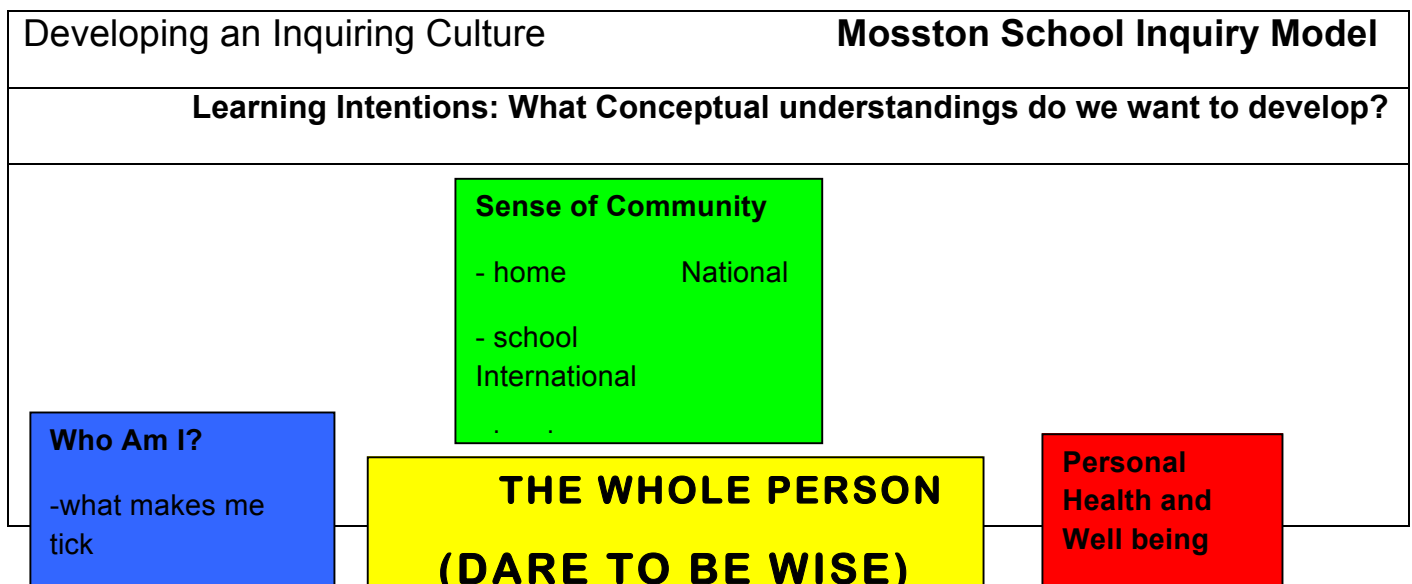 Developing an Inquiring Culture Mosston School Inquiry Model
Learning Intentions: What Conceptual understandings do we want to develop?
Sense of Community
- home National
- school
International
Who Am I?
-what makes me
tick
THE WHOLE PERSON
(DARE TO BE WISE)
Personal
Health and
Well being